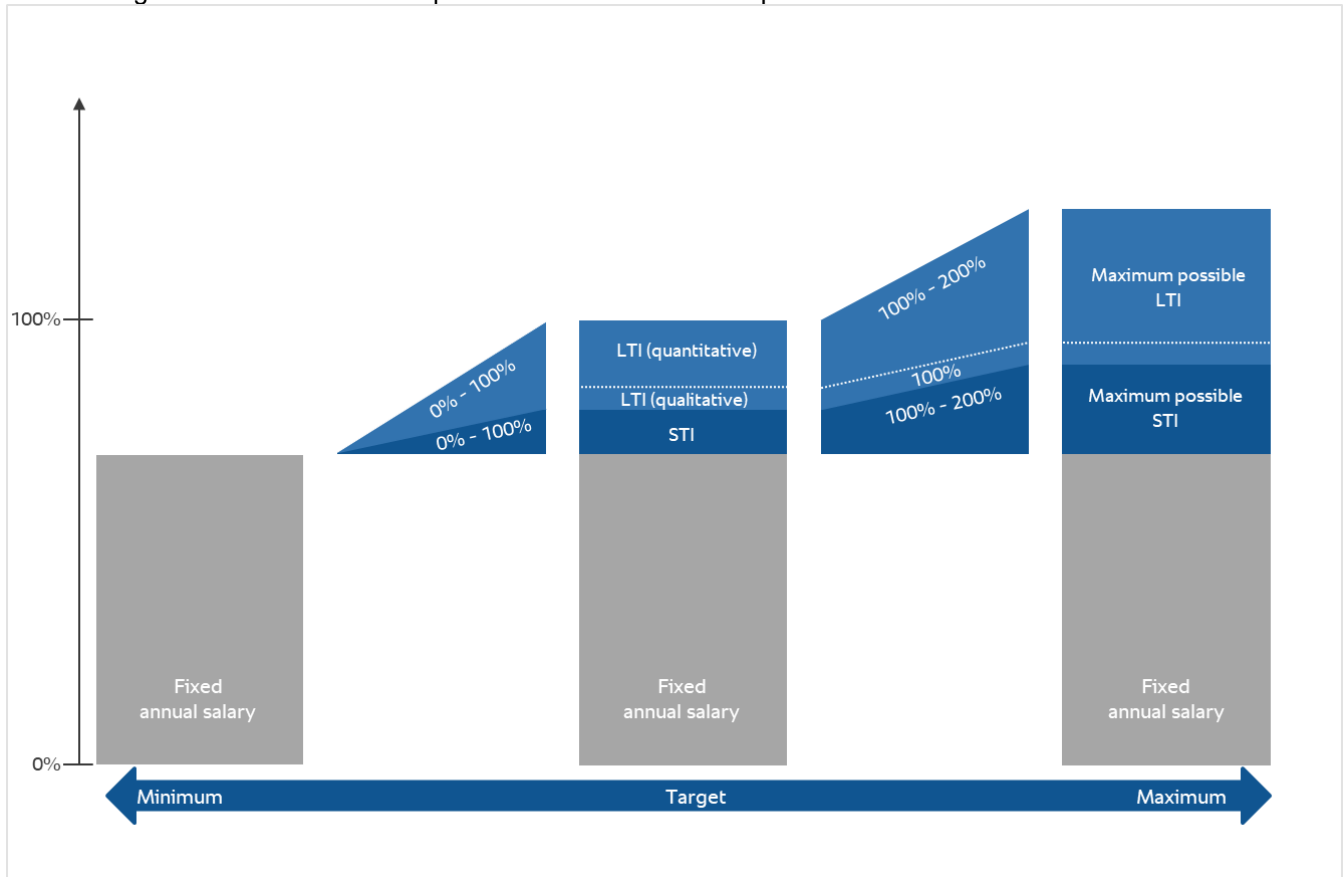 100%
0%
Fixed
annual salary
0% - 100%
0% - 100%
LTI (quantitative)
LTI (qualitative)
STI
Fixed
annual salary
100% - 200%
100%
100% - 200%
Maximum possible
LTI
Maximum possible
STI
Fixed
annual salary
Minimum
Target
Maximum